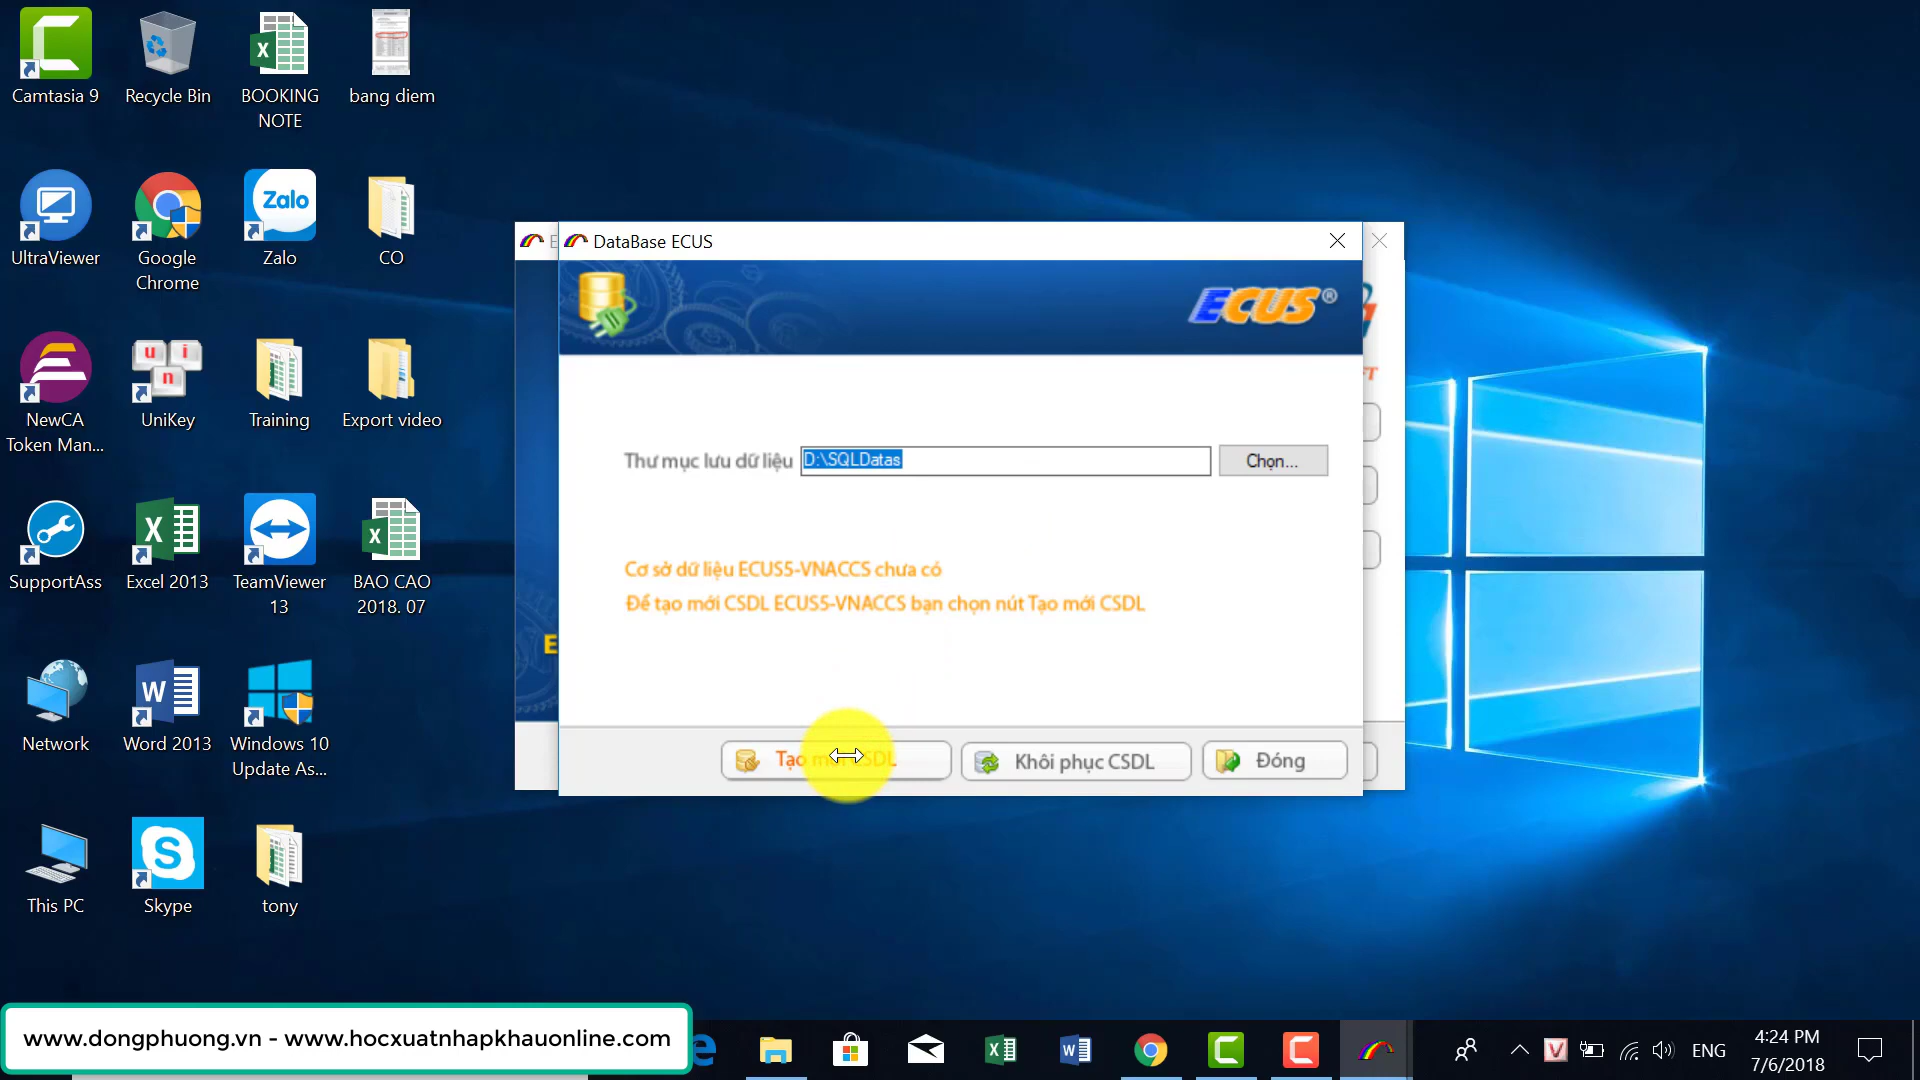 Camtasia 9
Recycle Bin
BOOKING
NOTE
bang diem
UltraViewer
Google
Chrome
Zalo
Zalo
CO
NewCA
Token Man...
u i
n
UniKey
Training
Export video
SupportAss
Excel 2013
TeamViewer
13
BAO CAO
2018. 07
Network
Word 2013
Windows 10
Update As...
This PC
Skype
tony
E
DataBase ECUS
ECUS®
Thư mục lưu dữ liệu
D:\SQLDatas
Chọn...
Cơ sở dữ liệu ECUS5-VNACCS chưa có
Để tạo mới CSDL ECUS5-VNACCS bạn chọn nút Tạo mới CSDL
E
Tạo mới CSDL
Khôi phục CSDL
Đóng
www.dongphuong.vn - www.hocxuatnhapkhauonline.com
ENG
4:24 PM
7/6/2018